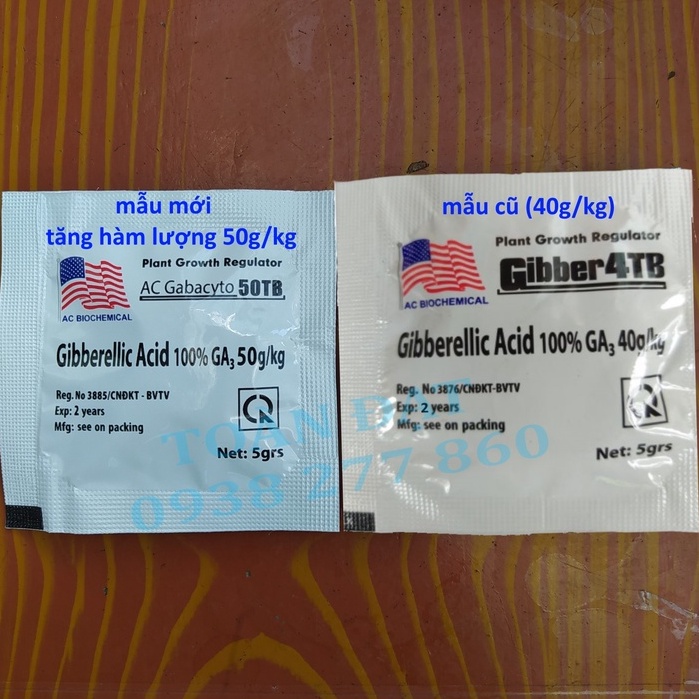 mẫu mới
tăng hàm lượng 50g/kg
Plant Growth Regulator
AC Gabacyto 50TB
AC BIOCHEMICAL
Gibberellic Acid 100% GA₃ 50g/kg
Reg. No 3885/CNĐKT - BVTV
Exp: 2 years
Mfg: see on packing
Net: 5grs
mẫu cũ (40g/kg)
Plant Growth Regulator
Gibber4TB
AC BIOCHEMICAL
Gibberellic Acid 100% GA₃ 40g/kg
Reg. No 3876/CNĐKT-BVTV
Exp: 2 years
Mfg: see on packing
Net: 5grs
TOAN ĐẠT
0938 277 860